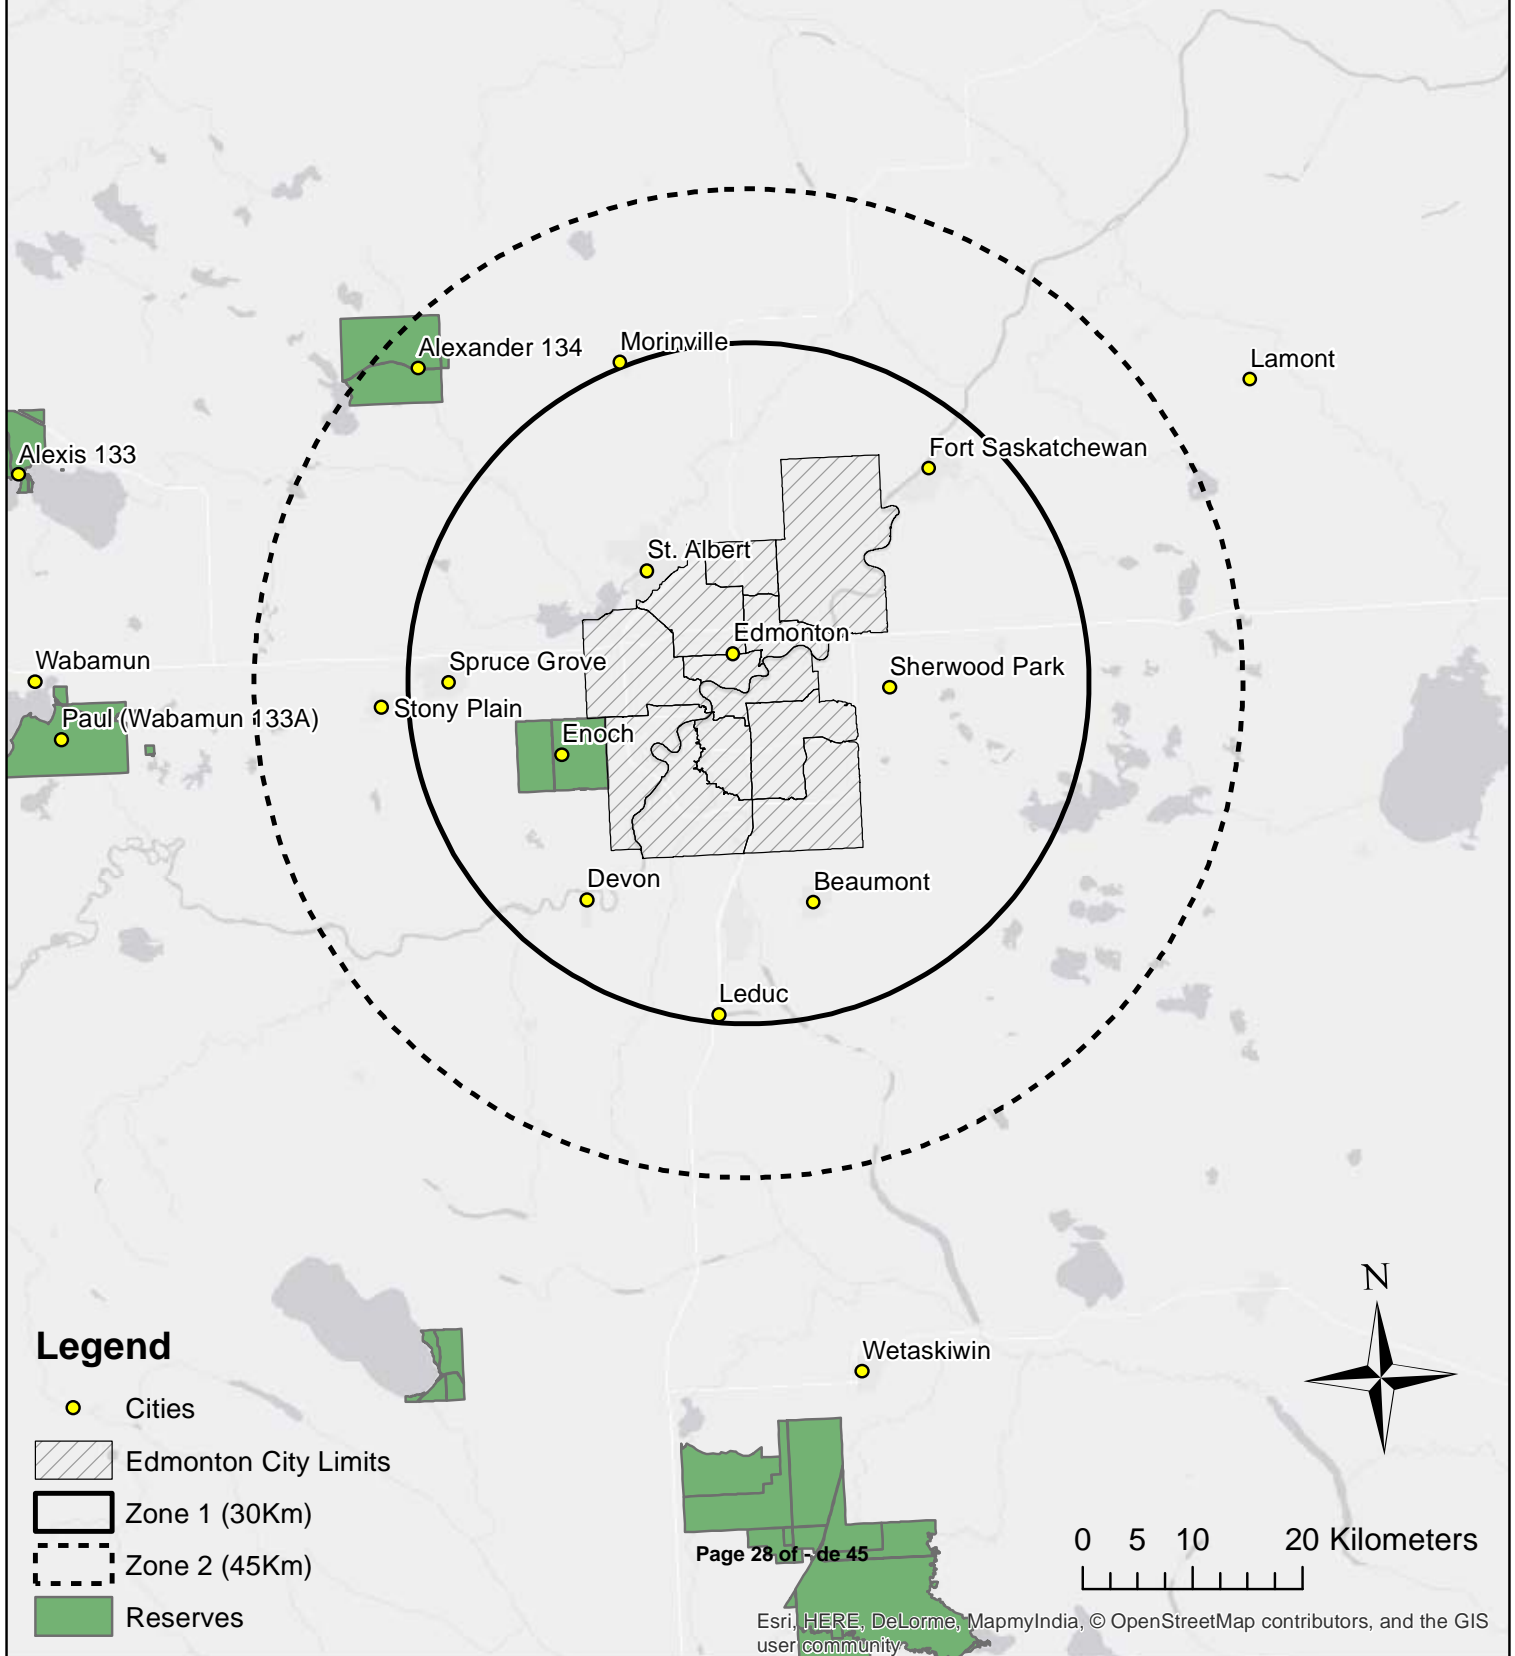 Alexander 134
Morinville
Lamont
Alexis 133
Fort Saskatchewan
St. Albert
Edmonton
Wabamun
Spruce Grove
Sherwood Park
Stony Plain
Paul (Wabamun 133A)
Enoch
Devon
Beaumont
Leduc
N
Wetaskiwin
Legend
Cities
Edmonton City Limits
Zone 1 (30Km)
Zone 2 (45Km)
Reserves
Page 28 of - de 45
0 5 10 20 Kilometers
Esri, HERE, DeLorme, MapmyIndia, © OpenStreetMap contributors, and the GIS
user community